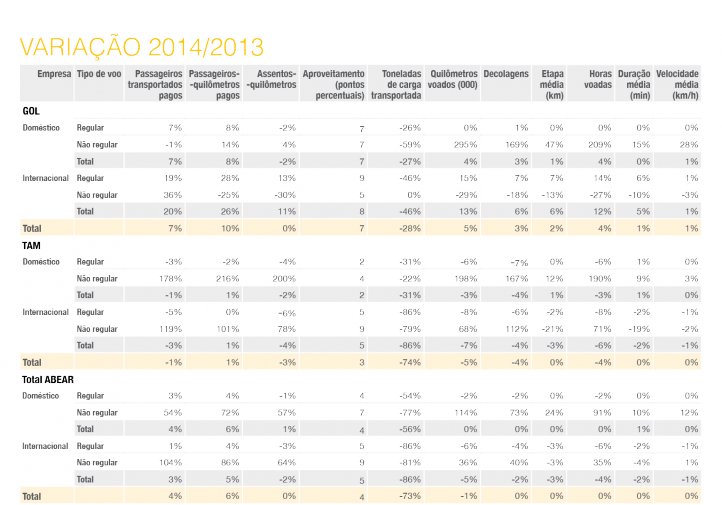 VARIAÇÃO 2014/2013
Empresa Tipo de voo Passageiros Passageiros- Assentos- Aproveitamento Toneladas Quilômetros Decolagens Etapa Horas Duração Velocidade
transportados -quilômetros -quilômetros (pontos de carga voados (000) média voadas média média
pagos pagos percentuais) transportada (km) (min) (km/h)
GOL
Doméstico Regular 7% 8% -2% 7 -26% 0% 1% 0% 0% 0% 0%
Não regular -1% 14% 4% 7 -59% 295% 169% 47% 209% 15% 28%
Total 7% 8% -2% 7 -27% 4% 3% 1% 4% 0% 1%
Internacional Regular 19% 28% 13% 9 -46% 15% 7% 7% 14% 6% 1%
Não regular 36% -25% -30% 5 0% -29% -18% -13% -27% -10% -3%
Total 20% 26% 11% 8 -46% 13% 6% 6% 12% 5% 1%
Total 7% 10% 0% 7 -28% 5% 3% 2% 4% 1% 1%
TAM
Doméstico Regular -3% -2% -4% 2 -31% -6% -7% 0% -6% 1% 0%
Não regular 178% 216% 200% 4 -22% 198% 167% 12% 190% 9% 3%
Total -1% 1% -2% 2 -31% -3% -4% 1% -3% 1% 0%
Internacional Regular -5% 0% -6% 5 -86% -8% -6% -2% -8% -2% -1%
Não regular 119% 101% 78% 9 -79% 68% 112% -21% 71% -19% -2%
Total -3% 1% -4% 5 -86% -7% -4% -3% -6% -2% -1%
Total -1% 1% -3% 3 -74% -5% -4% 0% -4% 0% 0%
Total ABEAR
Doméstico Regular 3% 4% -1% 4 -54% -2% -2% 0% -2% 0% 0%
Não regular 54% 72% 57% 7 -77% 114% 73% 24% 91% 10% 12%
Total 4% 6% 1% 4 -56% 0% 0% 0% 0% 1% 0%
Internacional Regular 1% 4% -3% 5 -86% -6% -4% -3% -6% -2% -1%
Não regular 104% 86% 64% 9 -81% 36% 40% -3% 35% -4% 1%
Total 3% 5% -2% 5 -86% -5% -2% -3% -4% -2% -1%
Total 4% 6% 0% 4 -73% -1% 0% 0% 0% 0% 0%